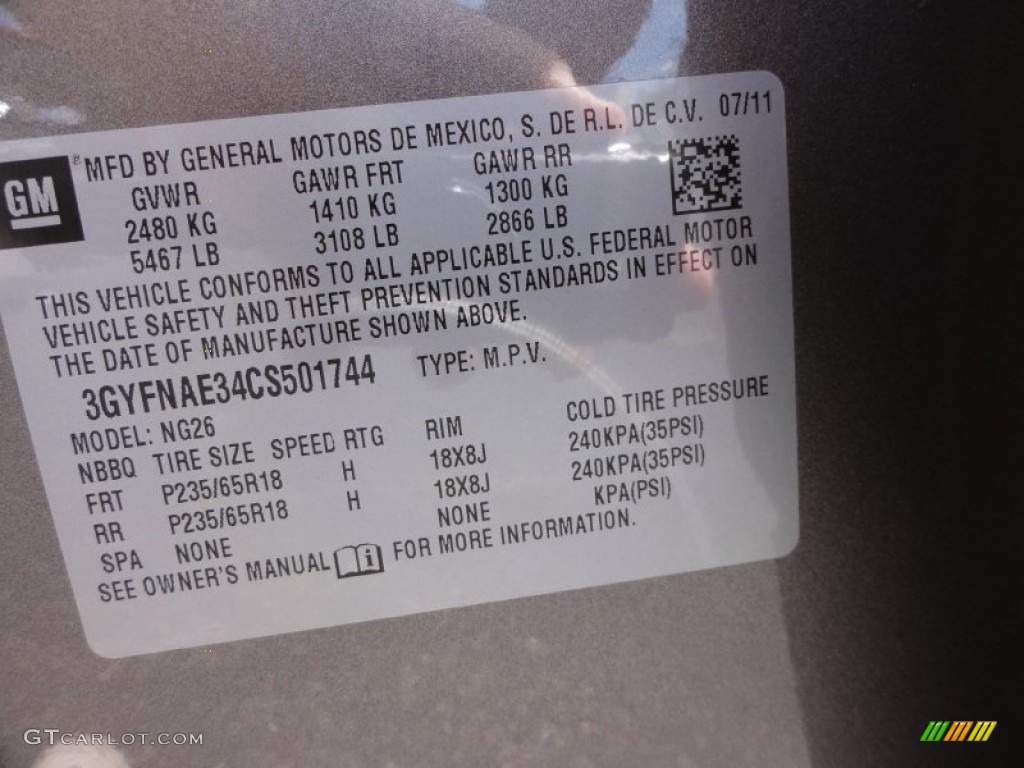 MFD BY GENERAL MOTORS DE MEXICO, S. DE R.L. DE C.V. 07/11
GM ®
GVWR GAWR FRT GAWR RR
2480 KG 1410 KG 1300 KG
5467 LB 3108 LB 2866 LB
THIS VEHICLE CONFORMS TO ALL APPLICABLE U.S. FEDERAL MOTOR
VEHICLE SAFETY AND THEFT PREVENTION STANDARDS IN EFFECT ON
THE DATE OF MANUFACTURE SHOWN ABOVE.
3GYFNAE34CS501744 TYPE: M.P.V.
MODEL: NG26
NBBQ TIRE SIZE SPEED RTG RIM COLD TIRE PRESSURE
FRT P235/65R18 H 18X8J 240KPA(35PSI)
RR P235/65R18 H 18X8J 240KPA(35PSI)
SPA NONE NONE KPA(PSI)
SEE OWNER'S MANUAL i FOR MORE INFORMATION.
GTCARLOT.COM